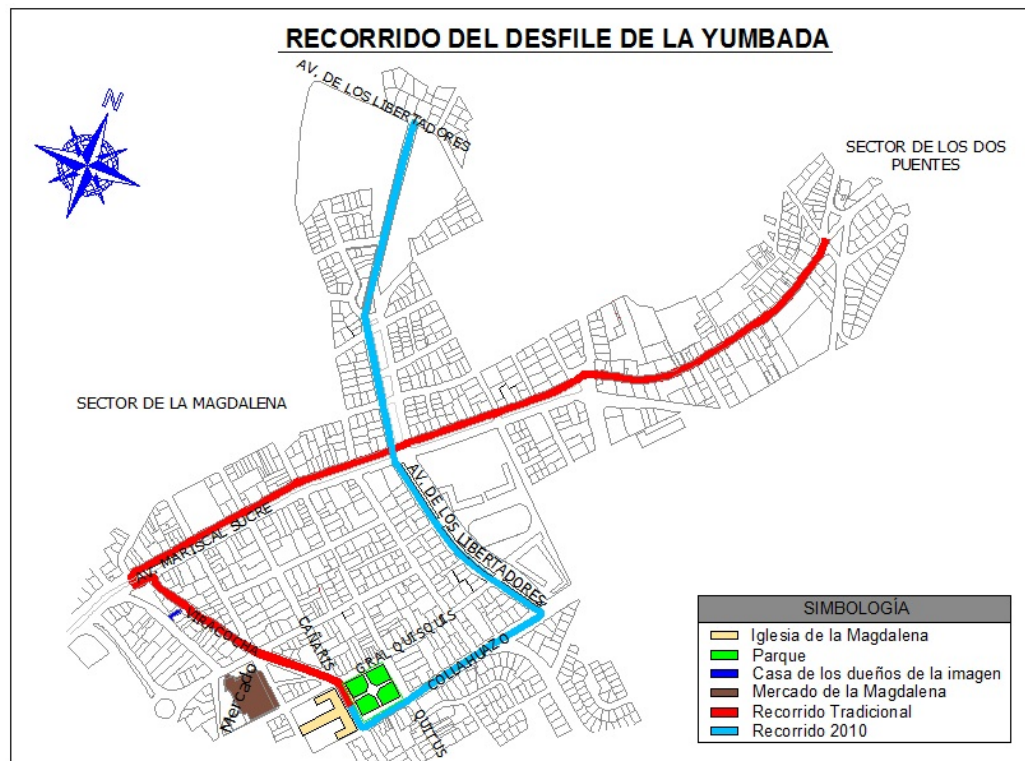 RECORRIDO DEL DESFILE DE LA YUMBADA
N
AV. DE LOS LIBERTADORES
SECTOR DE LOS DOS
PUENTES
SECTOR DE LA MAGDALENA
AV. MARISCAL SUCRE
AV. DE LOS LIBERTADORES
VIRACOCHA
CAÑARIS
GRAL QUISQUIS
COLLAHUAZO
QUITUS
Mercado
SIMBOLOGÍA
Iglesia de la Magdalena
Parque
Casa de los dueños de la imagen
Mercado de la Magdalena
Recorrido Tradicional
Recorrido 2010